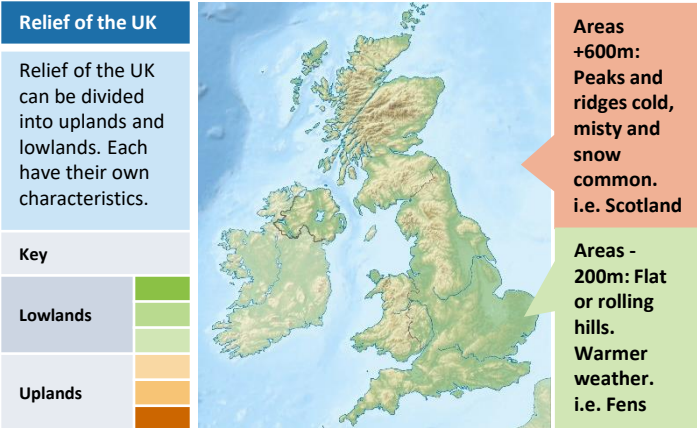 Relief of the UK
Relief of the UK
can be divided
into uplands and
lowlands. Each
have their own
characteristics.
Key
Lowlands
Uplands
Areas
+600m:
Peaks and
ridges cold,
misty and
snow
common.
i.e. Scotland
Areas -
200m: Flat
or rolling
hills.
Warmer
weather.
i.e. Fens